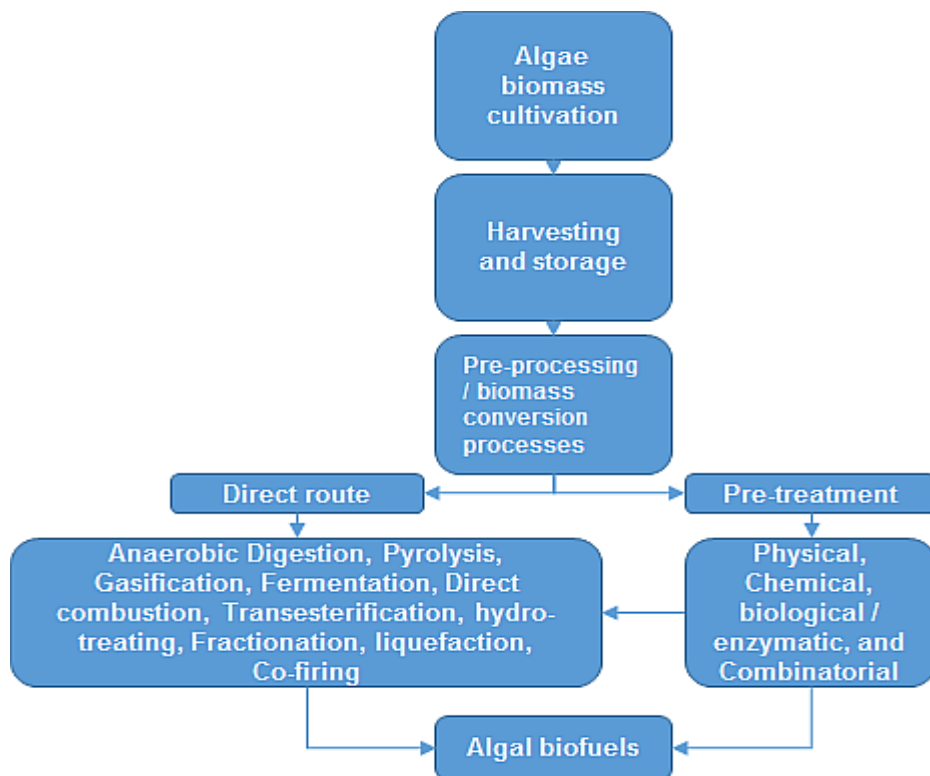 Algae
biomass
cultivation
Harvesting
and storage
Pre-processing
/ biomass
conversion
processes
Direct route
Pre-treatment
Anaerobic Digestion, Pyrolysis,
Gasification, Fermentation, Direct
combustion, Transesterification, hydro-
treating, Fractionation, liquefaction,
Co-firing
Physical,
Chemical,
biological /
enzymatic, and
Combinatorial
Algal biofuels